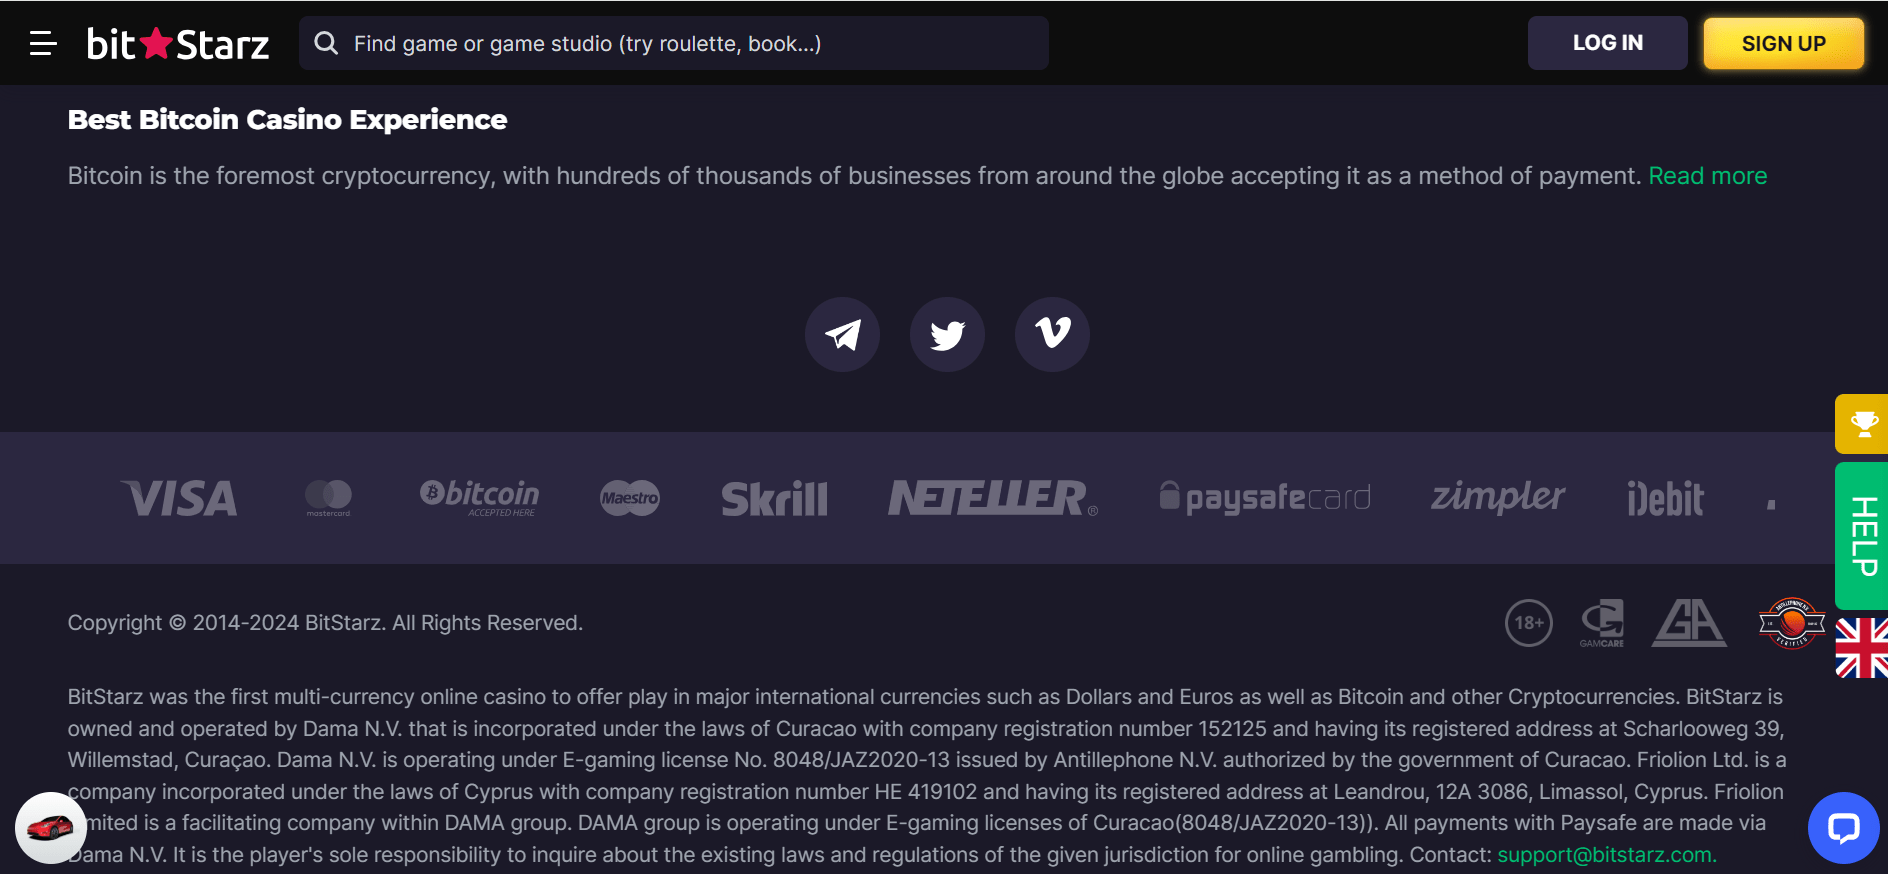 bit Starz
Find game or game studio (try roulette, book...)
LOG IN
SIGN UP
Best Bitcoin Casino Experience
Bitcoin is the foremost cryptocurrency, with hundreds of thousands of businesses from around the globe accepting it as a method of payment. Read more
VISA
mastercard
bitcoin
ACCEPTED HERE
Maestro
Skrill
NETELLER®
paysafecard
zimpler
iDebit
HELP
Copyright © 2014-2024 BitStarz. All Rights Reserved.
18+
GAMCARE
GA
VERIFIED
BitStarz was the first multi-currency online casino to offer play in major international currencies such as Dollars and Euros as well as Bitcoin and other Cryptocurrencies. BitStarz is
owned and operated by Dama N.V. that is incorporated under the laws of Curacao with company registration number 152125 and having its registered address at Scharlooweg 39,
Willemstad, Curaçao. Dama N.V. is operating under E-gaming license No. 8048/JAZ2020-13 issued by Antillephone N.V. authorized by the government of Curacao. Friolion Ltd. is a
company incorporated under the laws of Cyprus with company registration number HE 419102 and having its registered address at Leandrou, 12A 3086, Limassol, Cyprus. Friolion
imited is a facilitating company within DAMA group. DAMA group is operating under E-gaming licenses of Curacao(8048/JAZ2020-13)). All payments with Paysafe are made via
Dama N.V. It is the player's sole responsibility to inquire about the existing laws and regulations of the given jurisdiction for online gambling. Contact: support@bitstarz.com.